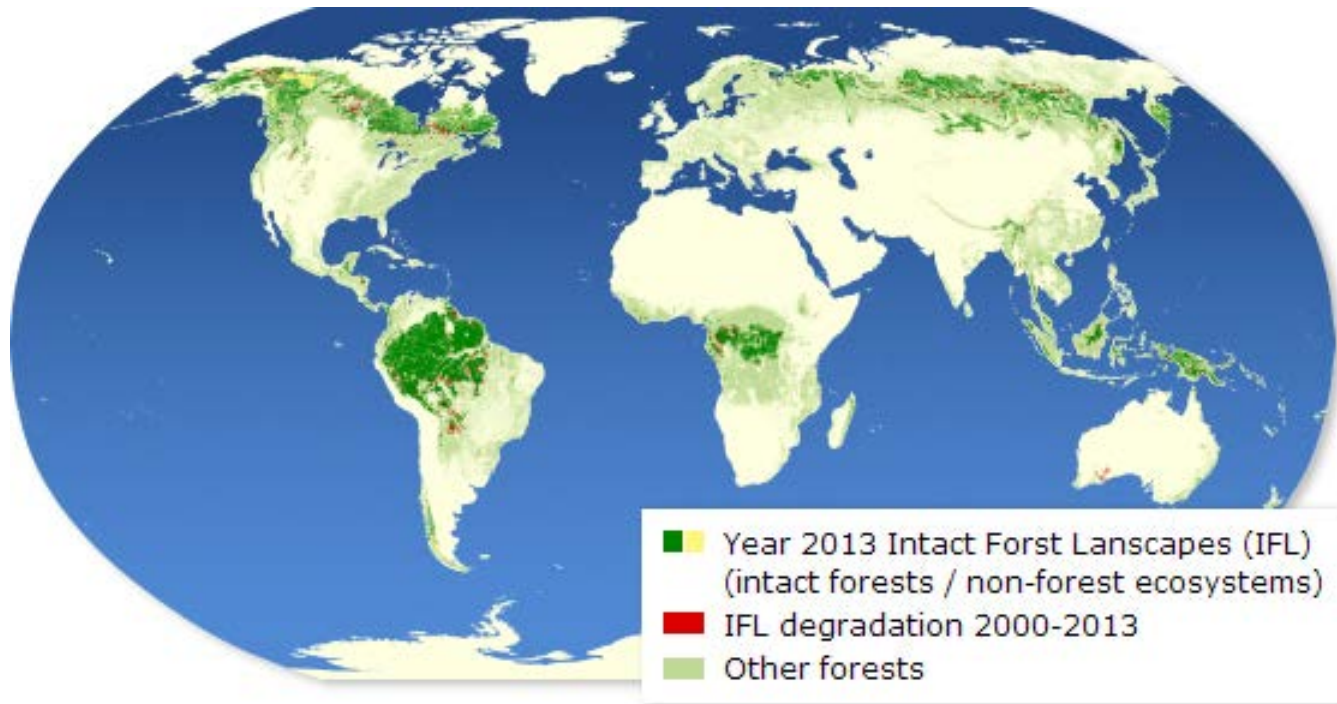 Year 2013 Intact Forst Lanscapes (IFL)
(intact forests / non-forest ecosystems)
IFL degradation 2000-2013
Other forests